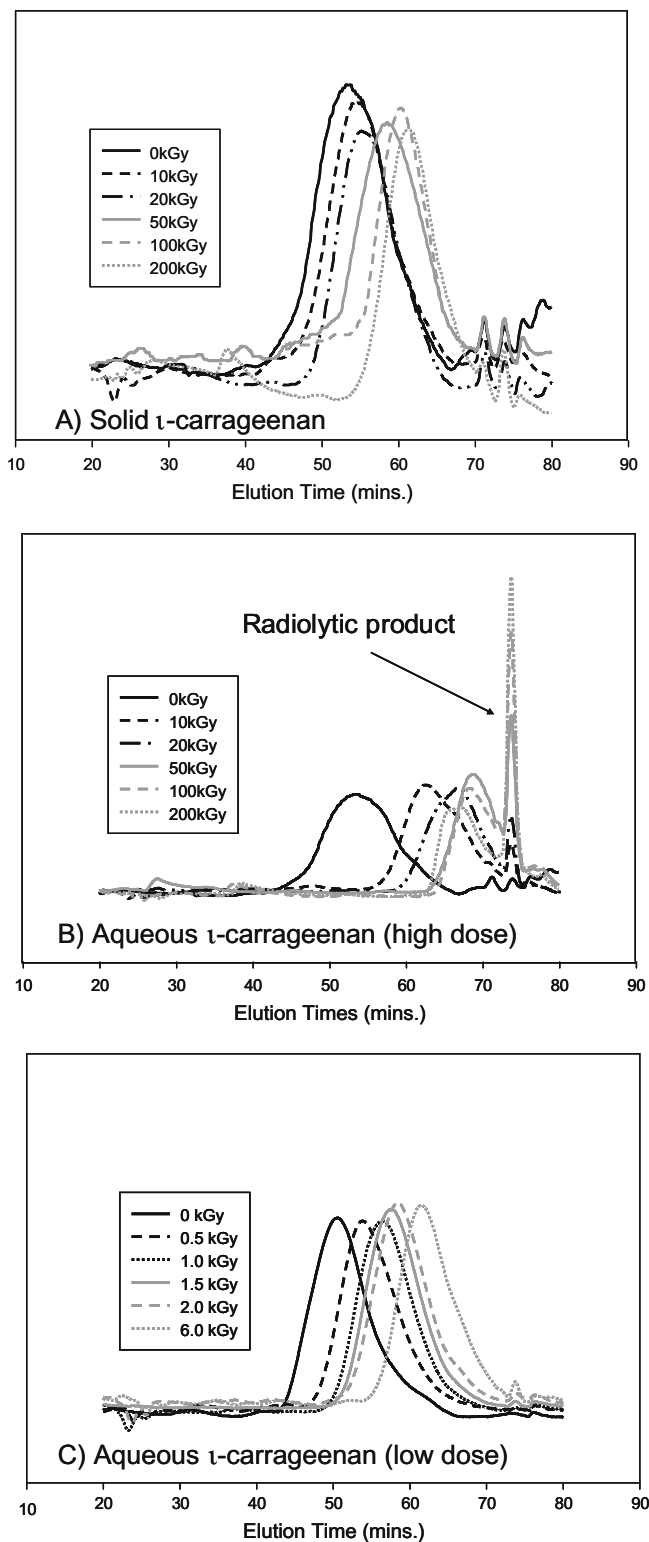 0kGy
10kGy
20kGy
50kGy
100kGy
200kGy
A) Solid ɩ-carrageenan
10 20 30 40 50 60 70 80 90
Elution Time (mins.)
Radiolytic product
0kGy
10kGy
20kGy
50kGy
100kGy
200kGy
B) Aqueous ɩ-carrageenan (high dose)
10 20 30 40 50 60 70 80 90
Elution Times (mins.)
0 kGy
0.5 kGy
1.0 kGy
1.5 kGy
2.0 kGy
6.0 kGy
C) Aqueous ɩ-carrageenan (low dose)
10 20 30 40 50 60 70 80 90
Elution Time (mins.)